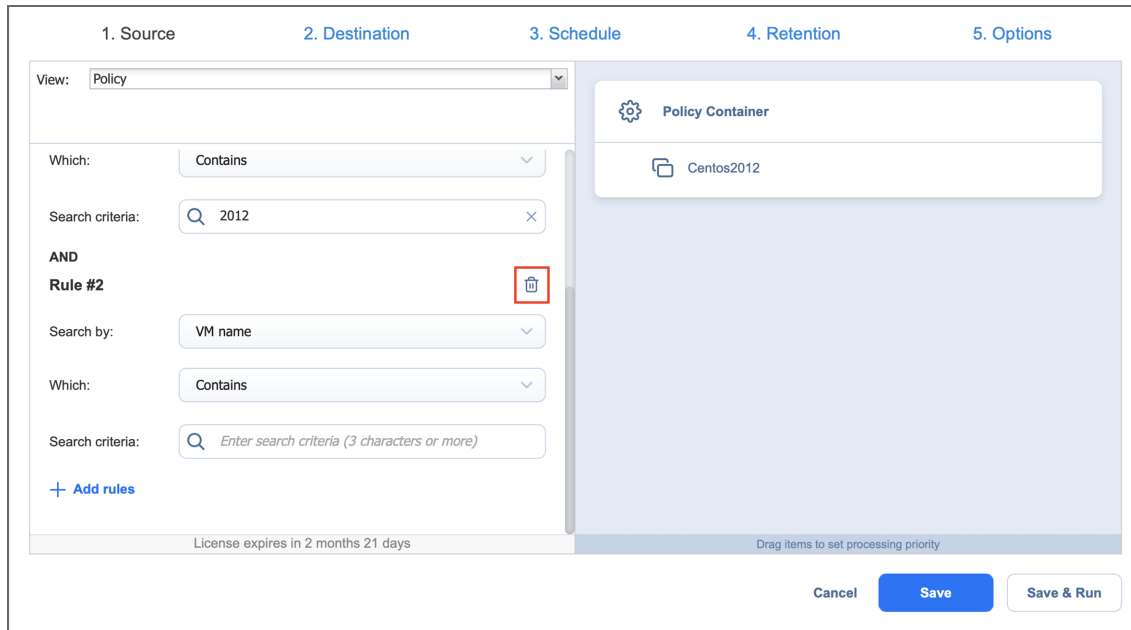 1. Source 2. Destination 3. Schedule 4. Retention 5. Options
View: Policy
Policy Container
Which: Contains
Centos2012
Search criteria: 2012
AND
Rule #2
Search by: VM name
Which: Contains
Search criteria: Enter search criteria (3 characters or more)
Add rules
License expires in 2 months 21 days
Drag items to set processing priority
Cancel Save Save & Run